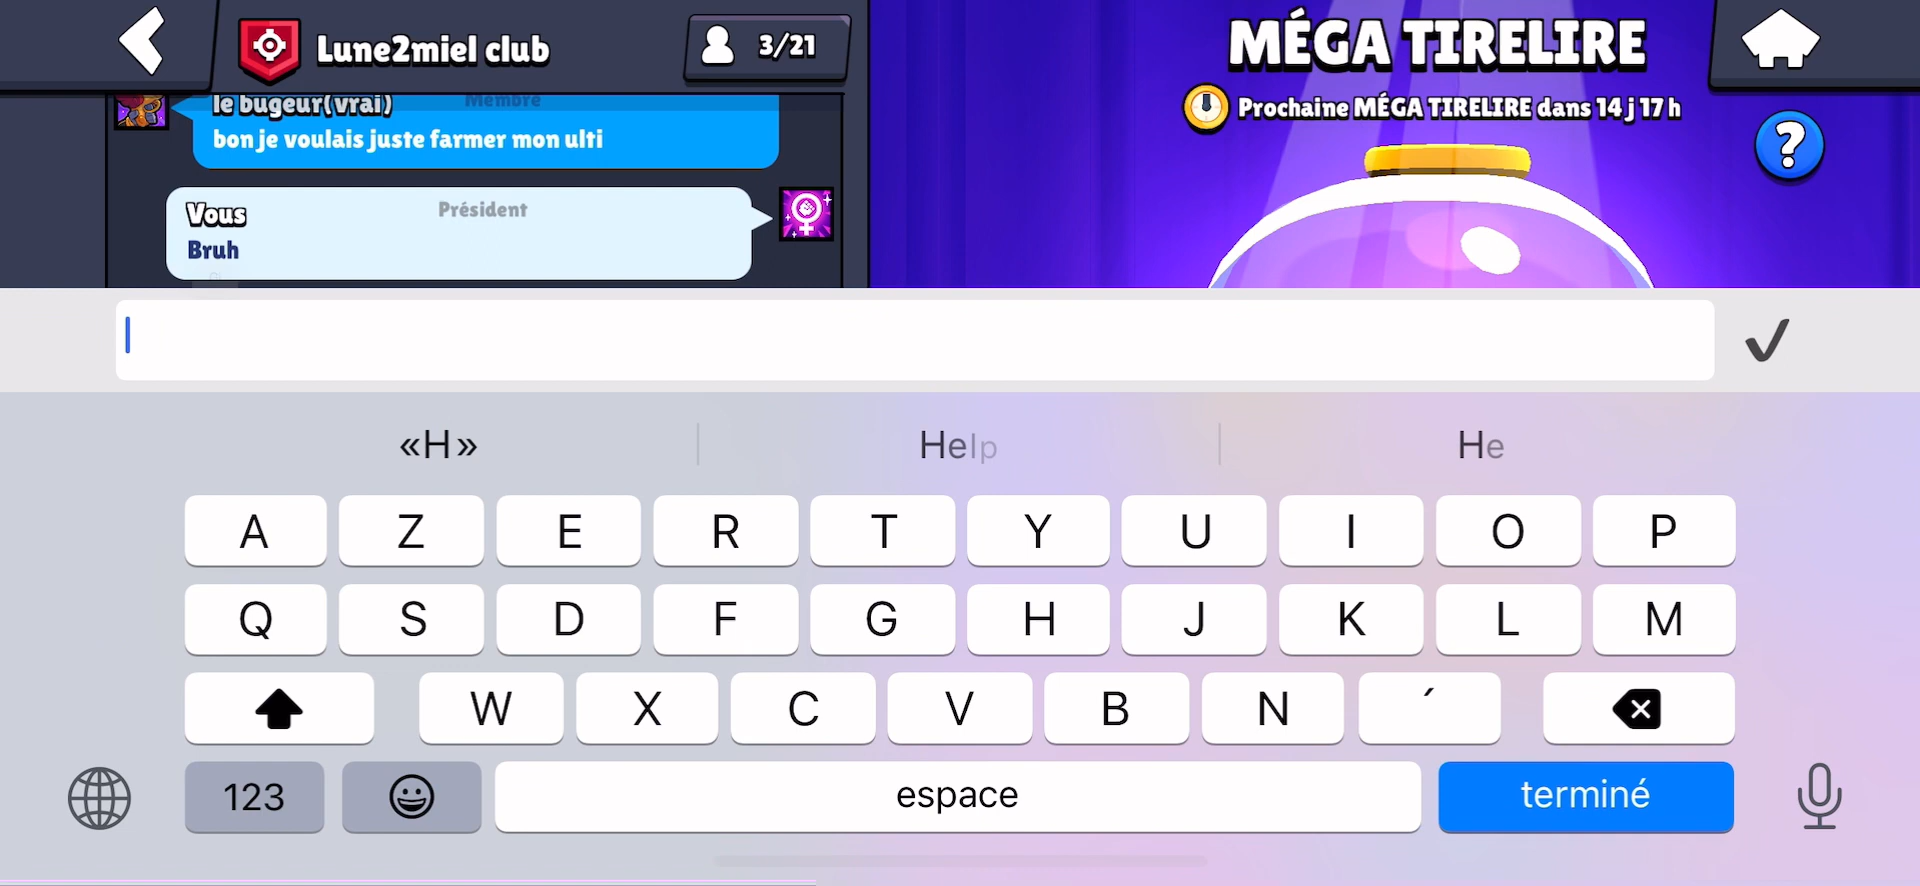 Lune2miel club
3/21
le bugeur(vrai) Membre
bon je voulais juste farmer mon ulti
Vous Président
Bruh
MÉGA TIRELIRE
Prochaine MÉGA TIRELIRE dans 14 j 17 h
?
«H» Help He
A Z E R T Y U I O P
Q S D F G H J K L M
W X C V B N ´
123 espace terminé